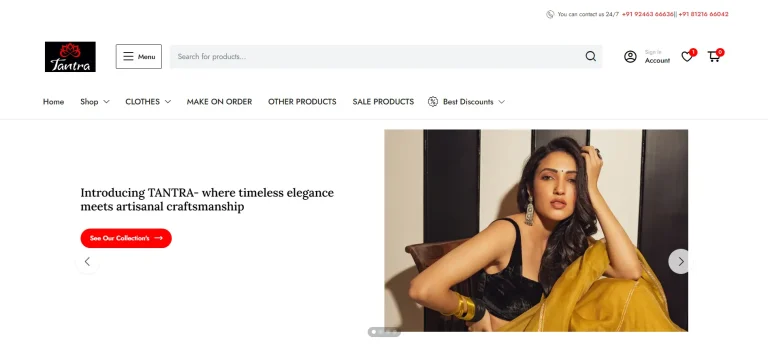 You can contact us 24/7 +91 92463 66636|| +91 81216 66042
Tantra
Menu
Search for products...
Sign In
Account
1
0
Home
Shop
CLOTHES
MAKE ON ORDER
OTHER PRODUCTS
SALE PRODUCTS
Best Discounts
Introducing TANTRA- where timeless elegance
meets artisanal craftsmanship
See Our Collection's